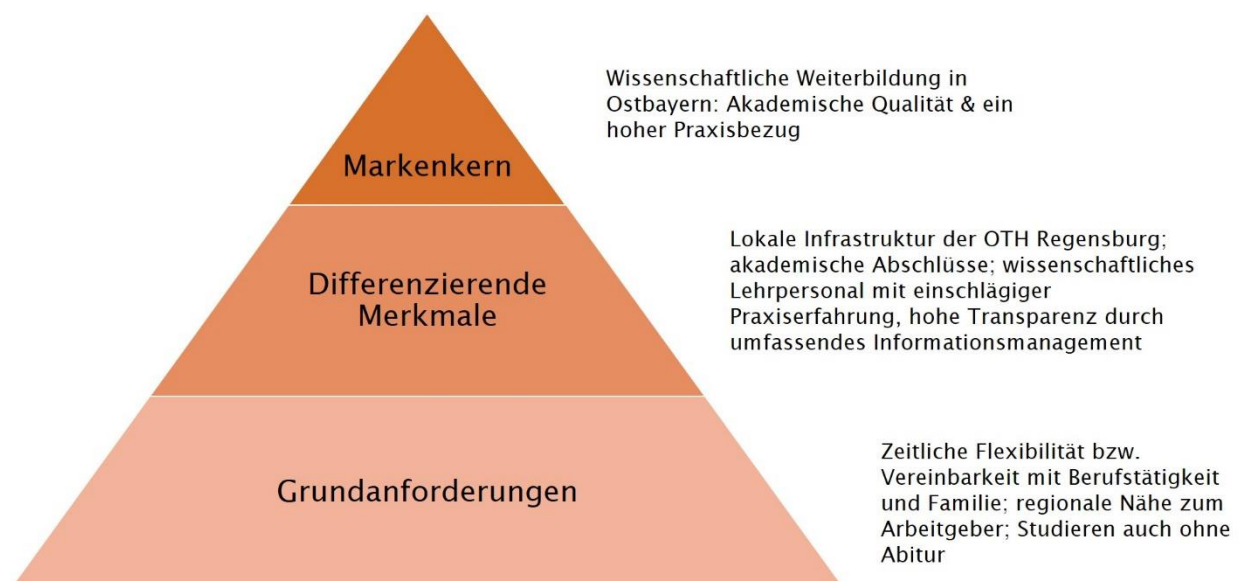 Wissenschaftliche Weiterbildung in
Ostbayern: Akademische Qualität & ein
hoher Praxisbezug
Markenkern
Lokale Infrastruktur der OTH Regensburg;
akademische Abschlüsse; wissenschaftliches
Lehrpersonal mit einschlägiger
Praxiserfahrung, hohe Transparenz durch
umfassendes Informationsmanagement
Differenzierende
Merkmale
Zeitliche Flexibilität bzw.
Vereinbarkeit mit Berufstätigkeit
und Familie; regionale Nähe zum
Arbeitgeber; Studieren auch ohne
Abitur
Grundanforderungen